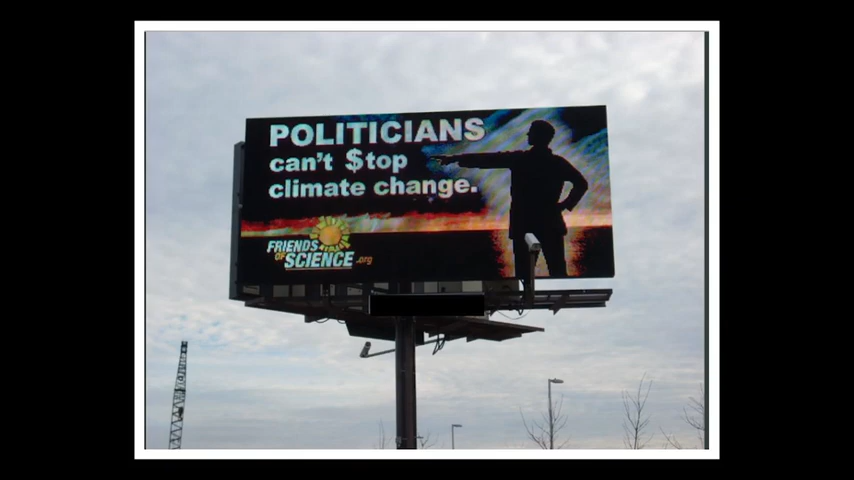 POLITICIANS
can't $top
climate change.
FRIENDS
OF
SCIENCE.org